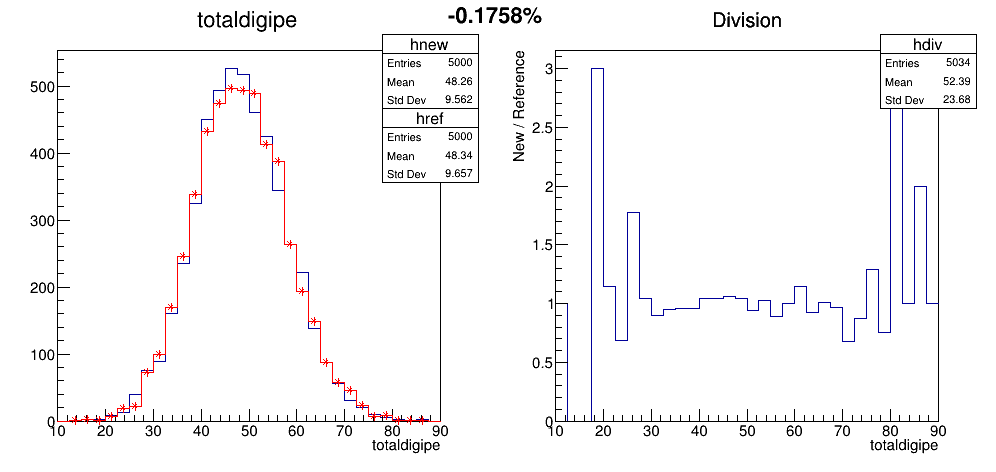 -0.1758%
totaldigipe
hnew
Entries 5000
Mean 48.26
Std Dev 9.562
href
Entries 5000
Mean 48.34
Std Dev 9.657
500
400
300
200
100
0
10 20 30 40 50 60 70 80 90
totaldigipe
Division
hdiv
Entries 5034
Mean 52.39
Std Dev 23.68
New / Reference
3
2.5
2
1.5
1
0.5
0
10 20 30 40 50 60 70 80 90
totaldigipe